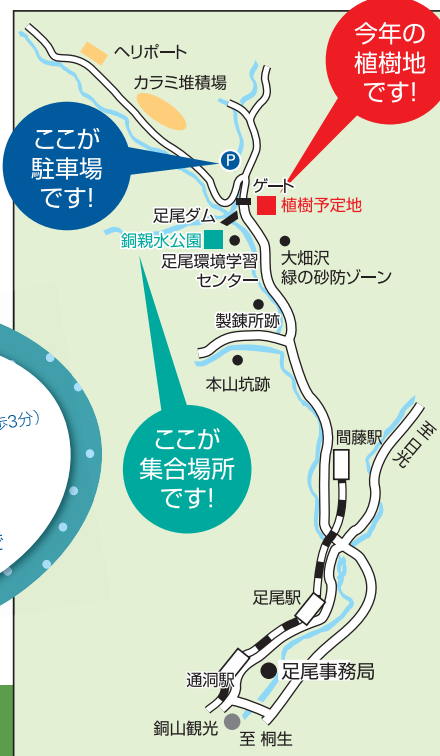 今年の
植樹地
です!
ヘリポート
カラミ堆積場
ここが
駐車場
です!
P
ゲート
植樹予定地
足尾ダム
銅親水公園
足尾環境学習
センター
大畑沢
緑の砂防ゾーン
製錬所跡
本山坑跡
歩3分)
ここが
集合場所
です!
間藤駅
至日光
足尾駅
通洞駅
足尾事務局
銅山観光
至 桐生